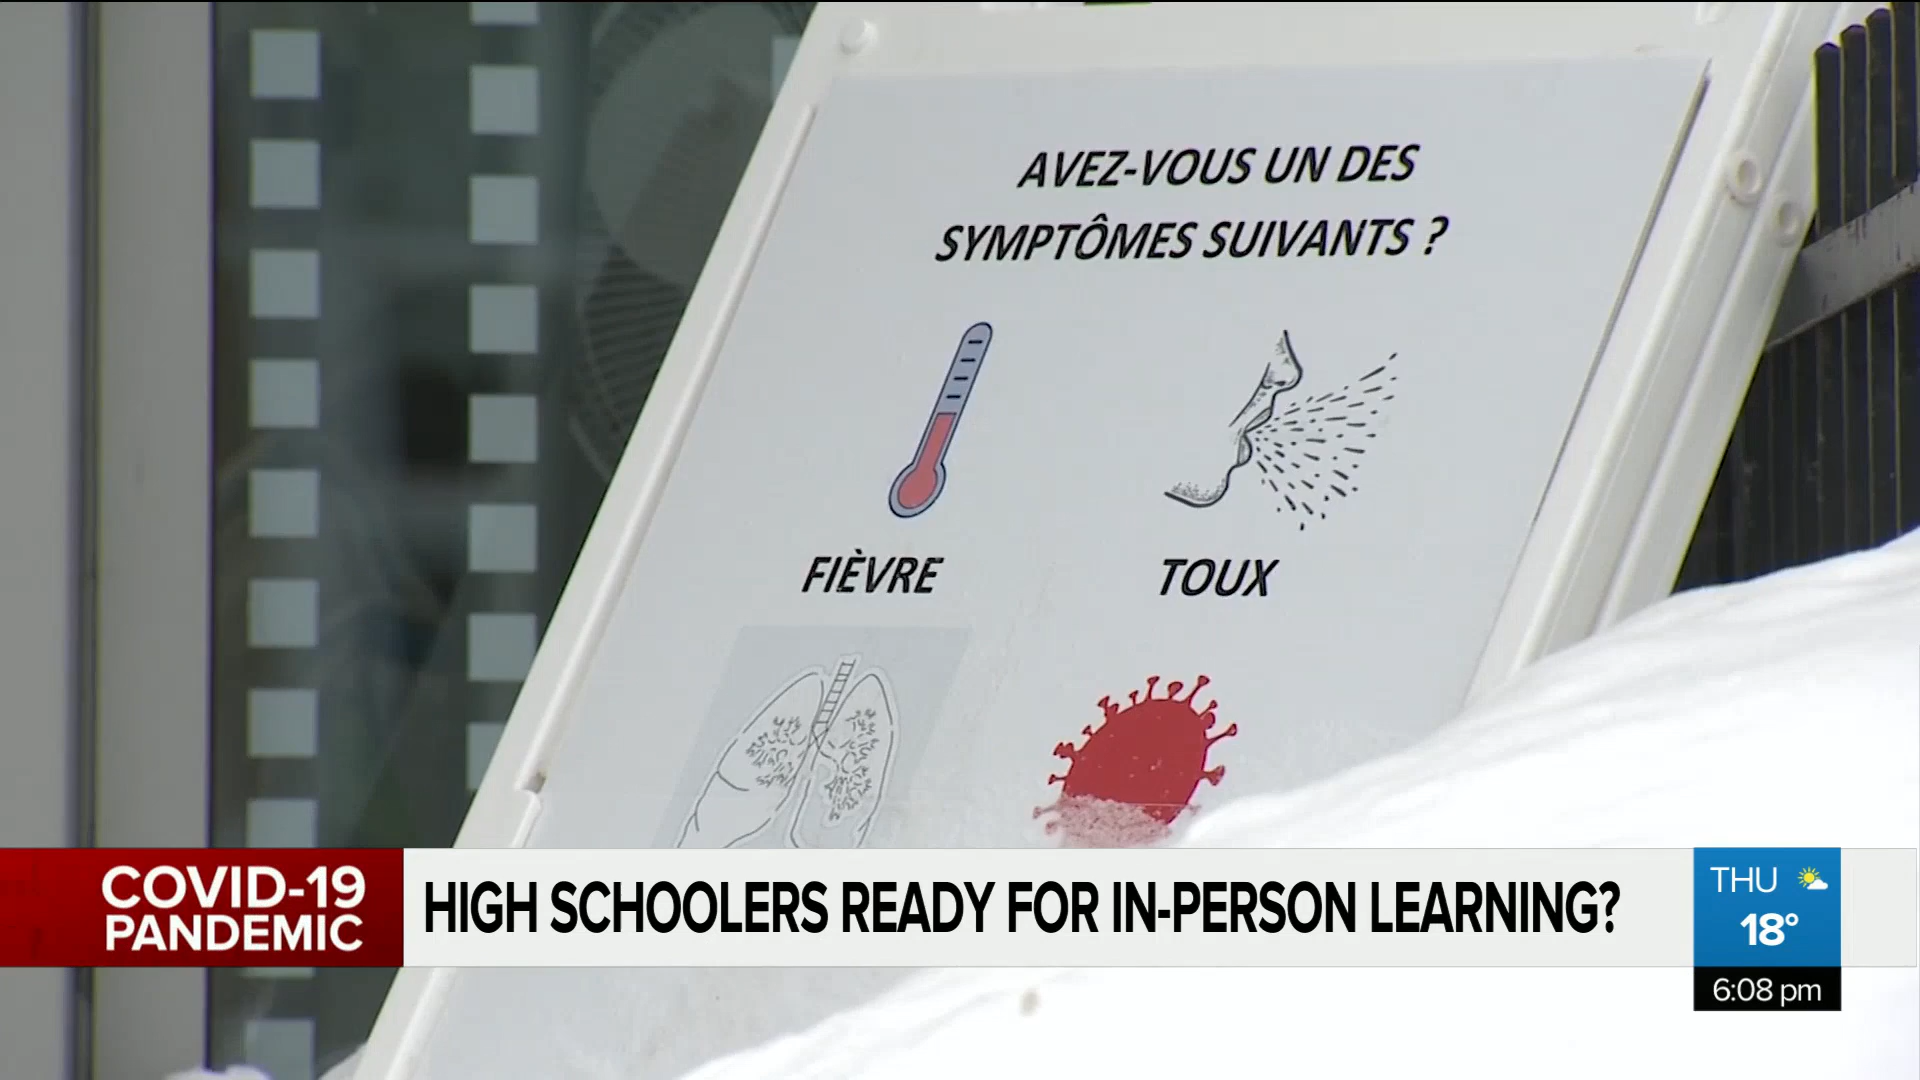 AVEZ-VOUS UN DES
SYMPTÔMES SUIVANTS ?
FIÈVRE
TOUX
COVID-19
PANDEMIC
HIGH SCHOOLERS READY FOR IN-PERSON LEARNING?
THU
18°
6:08 pm